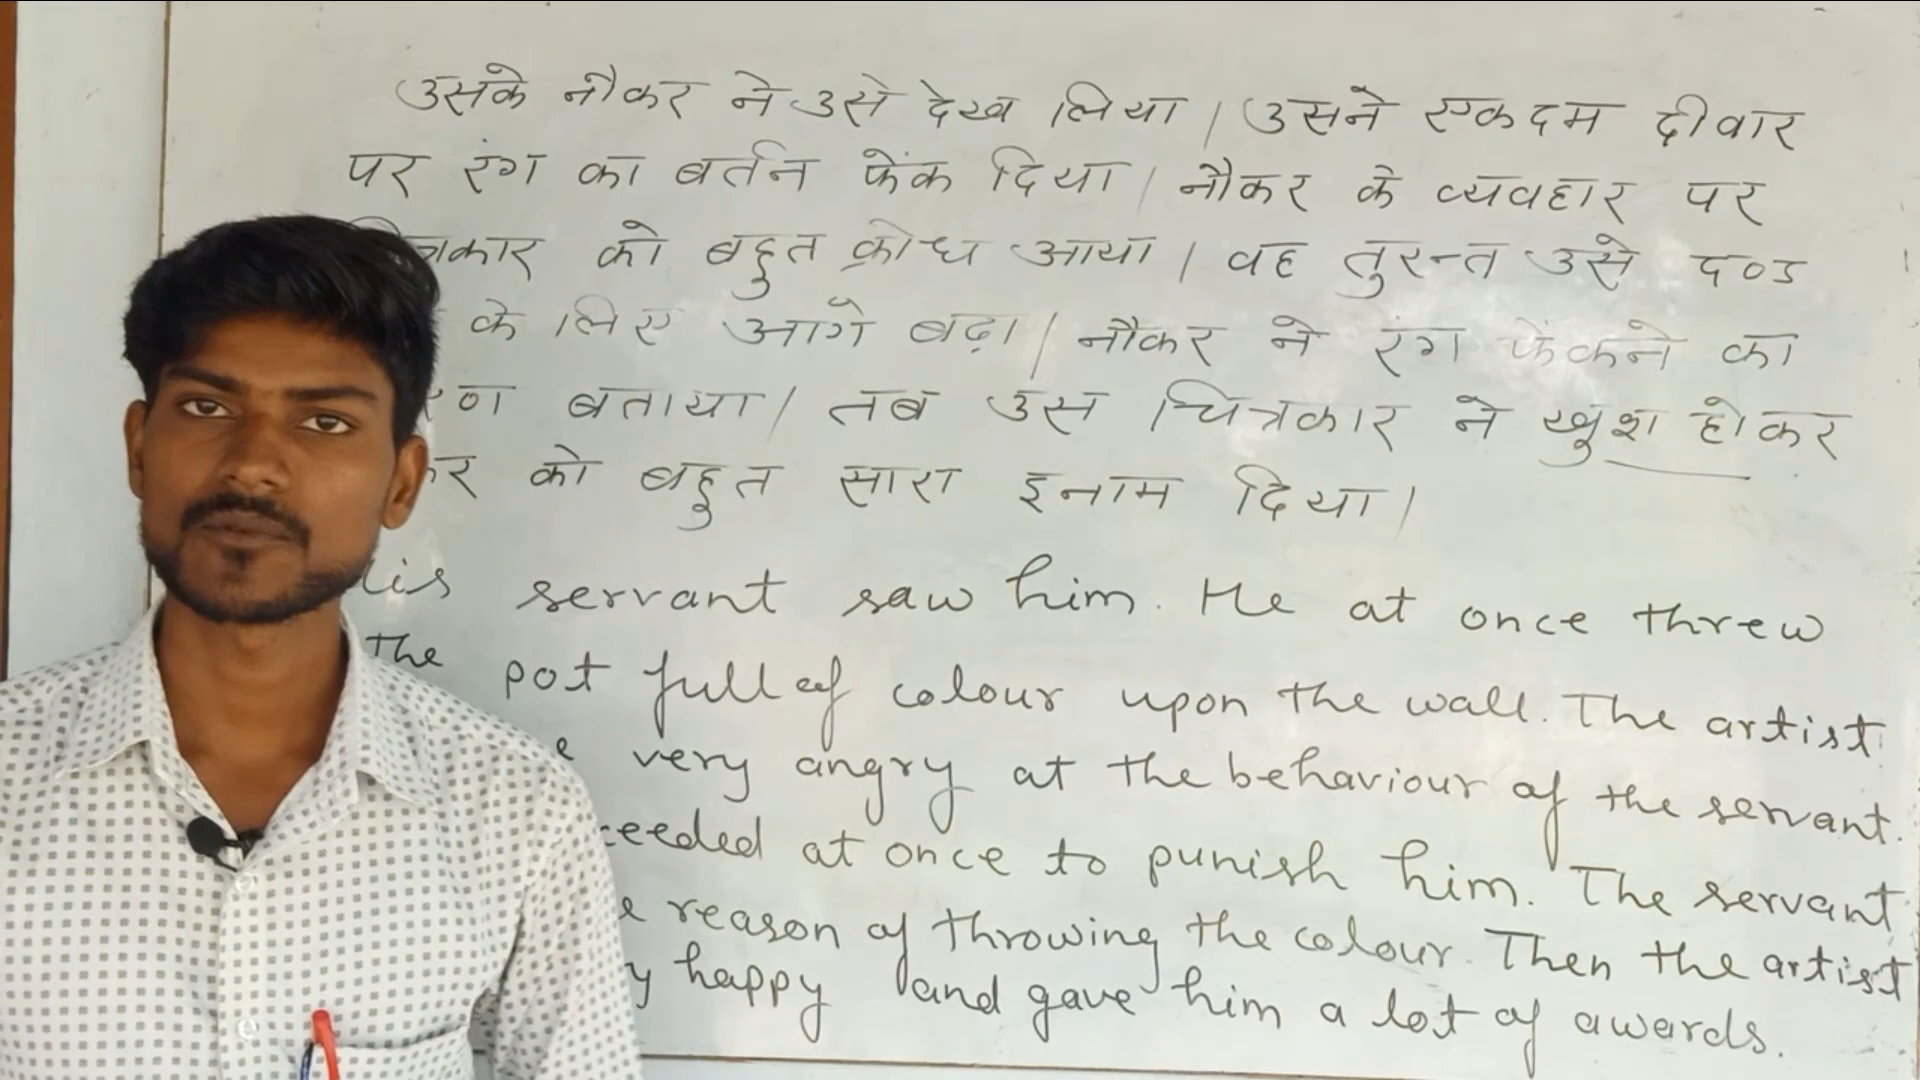 उसके नौकर ने उसे देख लिया। उसने एकदम दीवार
पर रंग का बर्तन फेंक दिया। नौकर के व्यवहार पर
को बहुत क्रोध आया। वह तुरन्त उसे दण्ड
के लिए आगे बढ़ा। नौकर ने रंग फेंकने का
बताया। तब उस चित्रकार ने खुश होकर
को बहुत सारा इनाम दिया।
servant saw him. He at once threw
The pot full of colour upon the wall. The artist
very angry at the behaviour of the servant.
at once to punish him. The servant
reason of throwing the colour. Then the artist
happy and gave him a lot of awards.